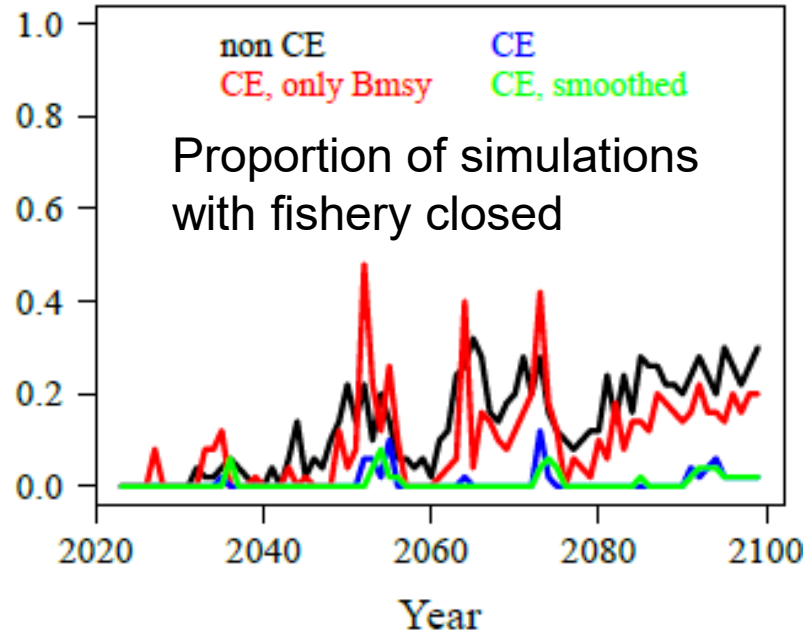 1.0
non CE CE
CE, only Bmsy CE, smoothed
0.8
Proportion of simulations
with fishery closed
0.6
0.4
0.2
0.0
2020 2040 2060 2080 2100
Year